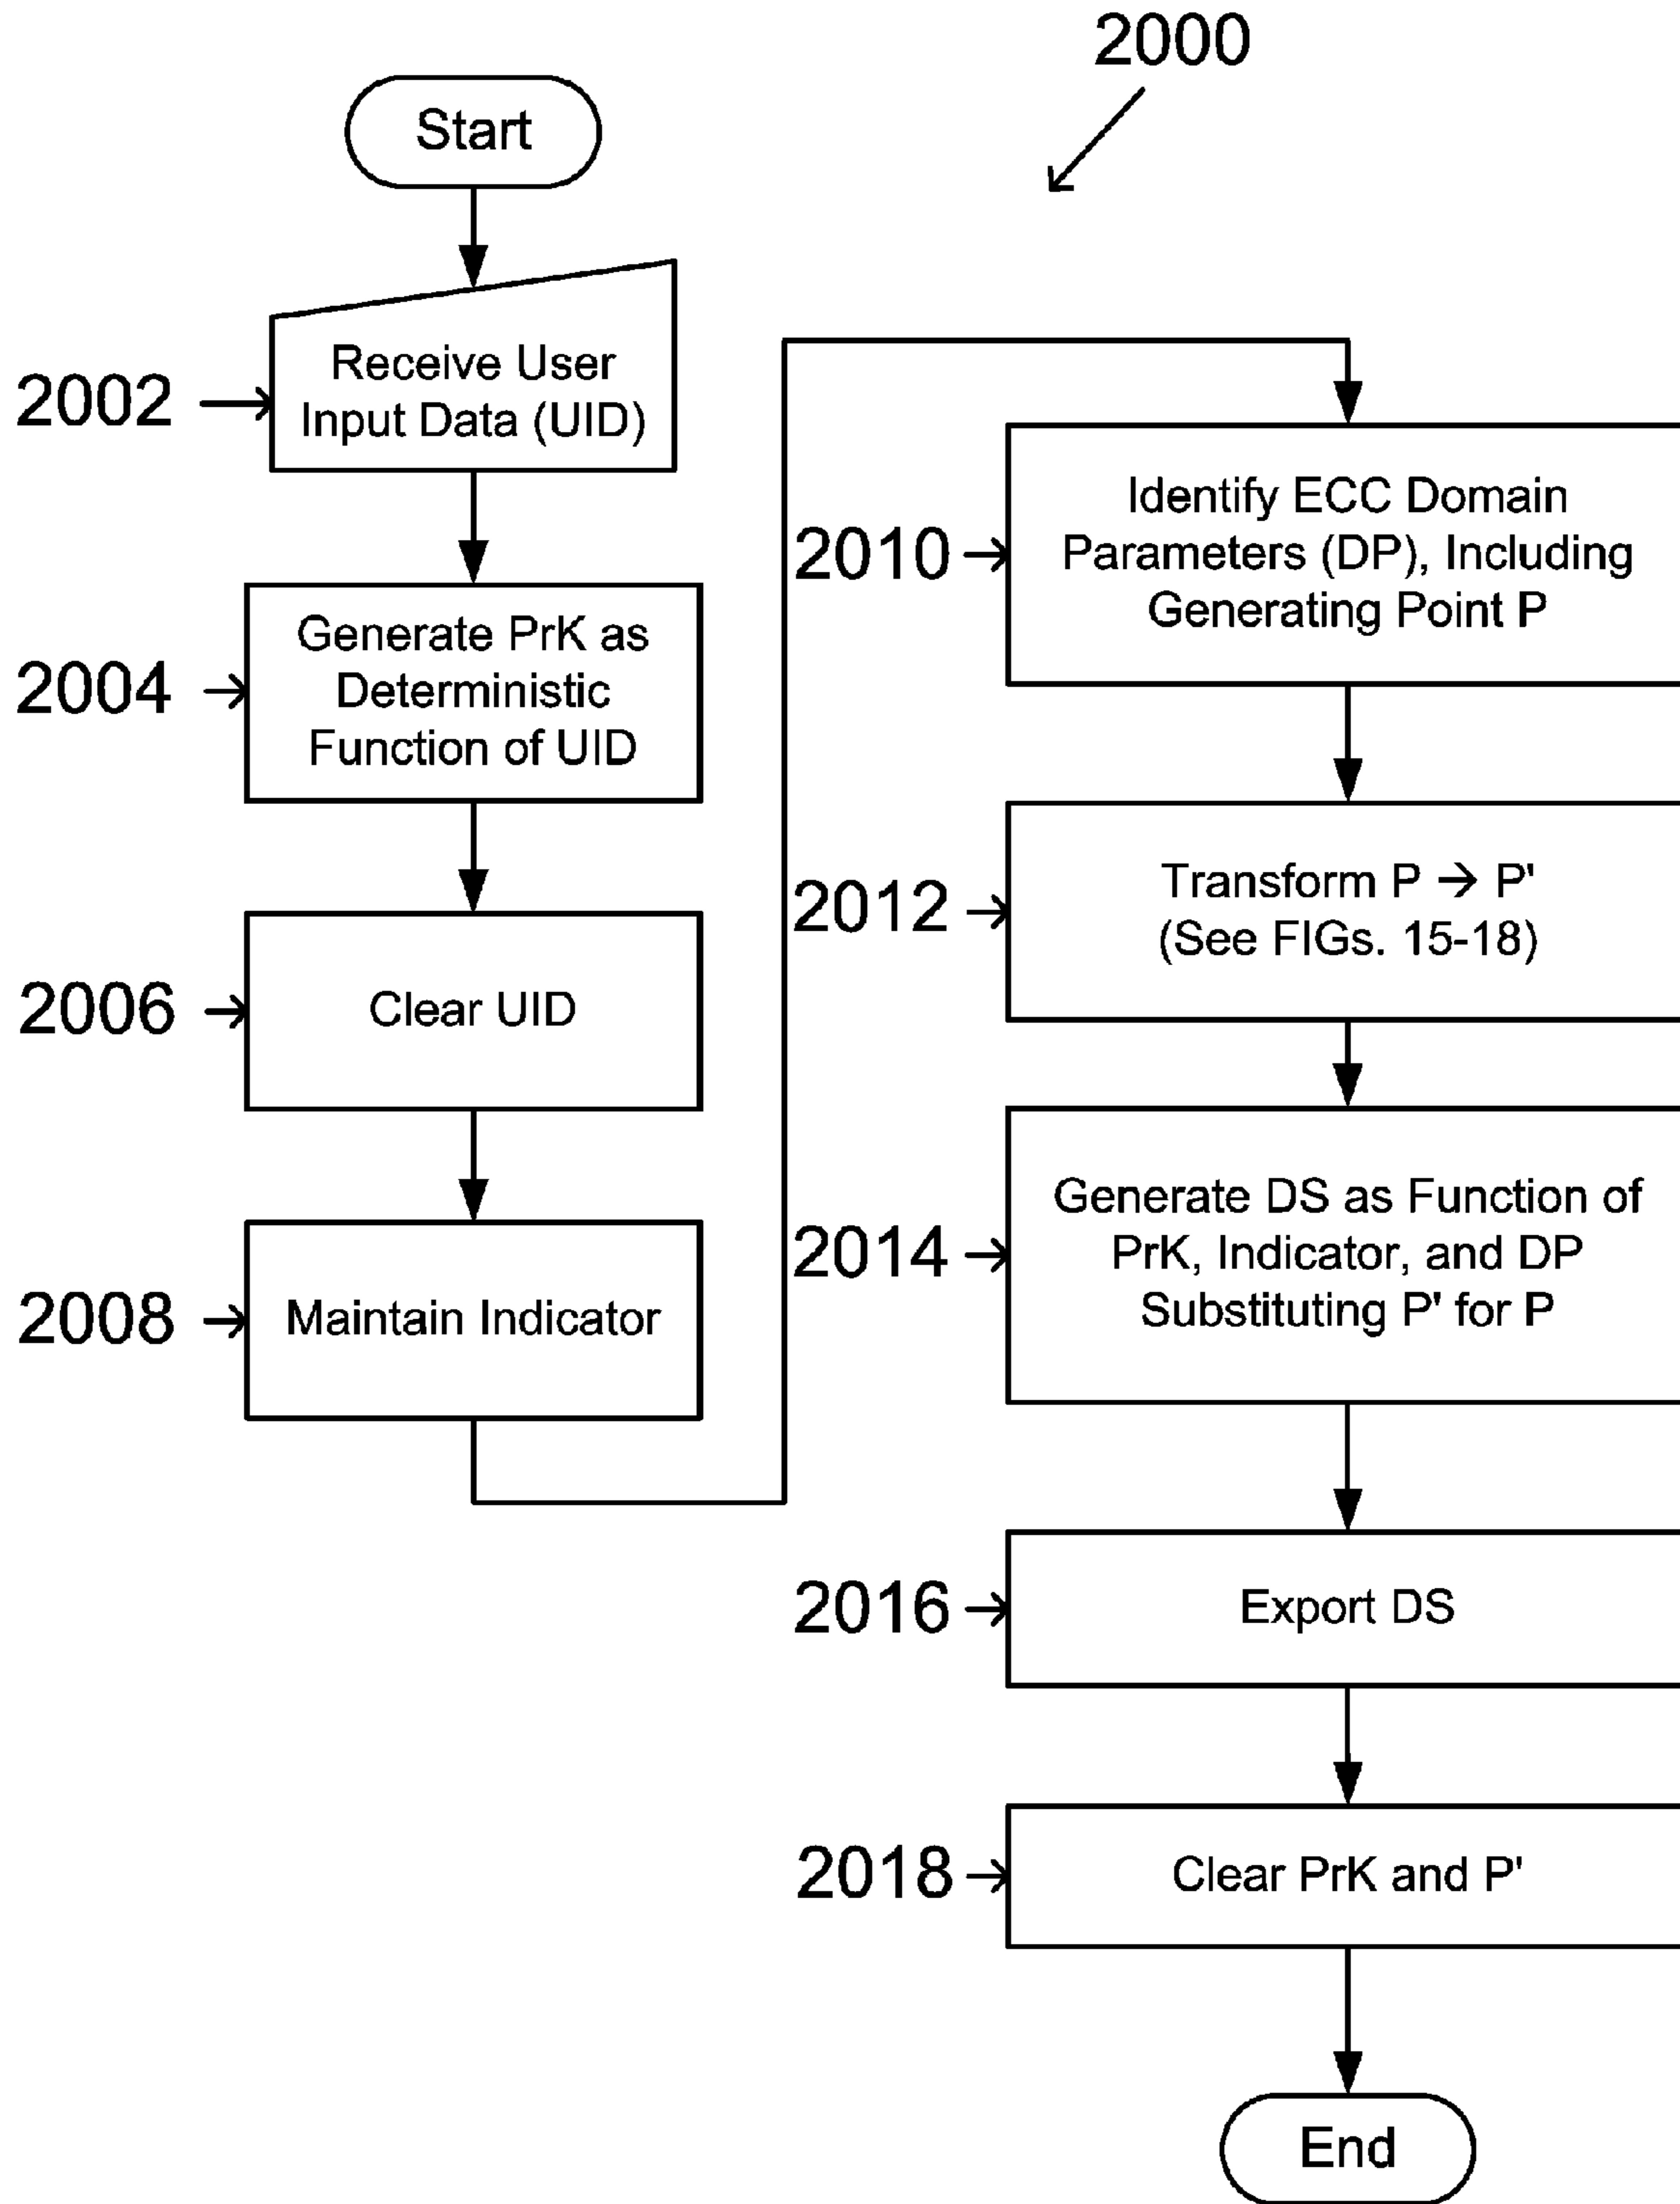 2000
Start
2002
Receive User
Input Data (UID)
2004
Generate PrK as
Deterministic
Function of UID
2006
Clear UID
2008
Maintain Indicator
2010
Identify ECC Domain
Parameters (DP), Including
Generating Point P
2012
Transform P → P'
(See FIGs. 15-18)
2014
Generate DS as Function of
PrK, Indicator, and DP
Substituting P' for P
2016
Export DS
2018
Clear PrK and P'
End